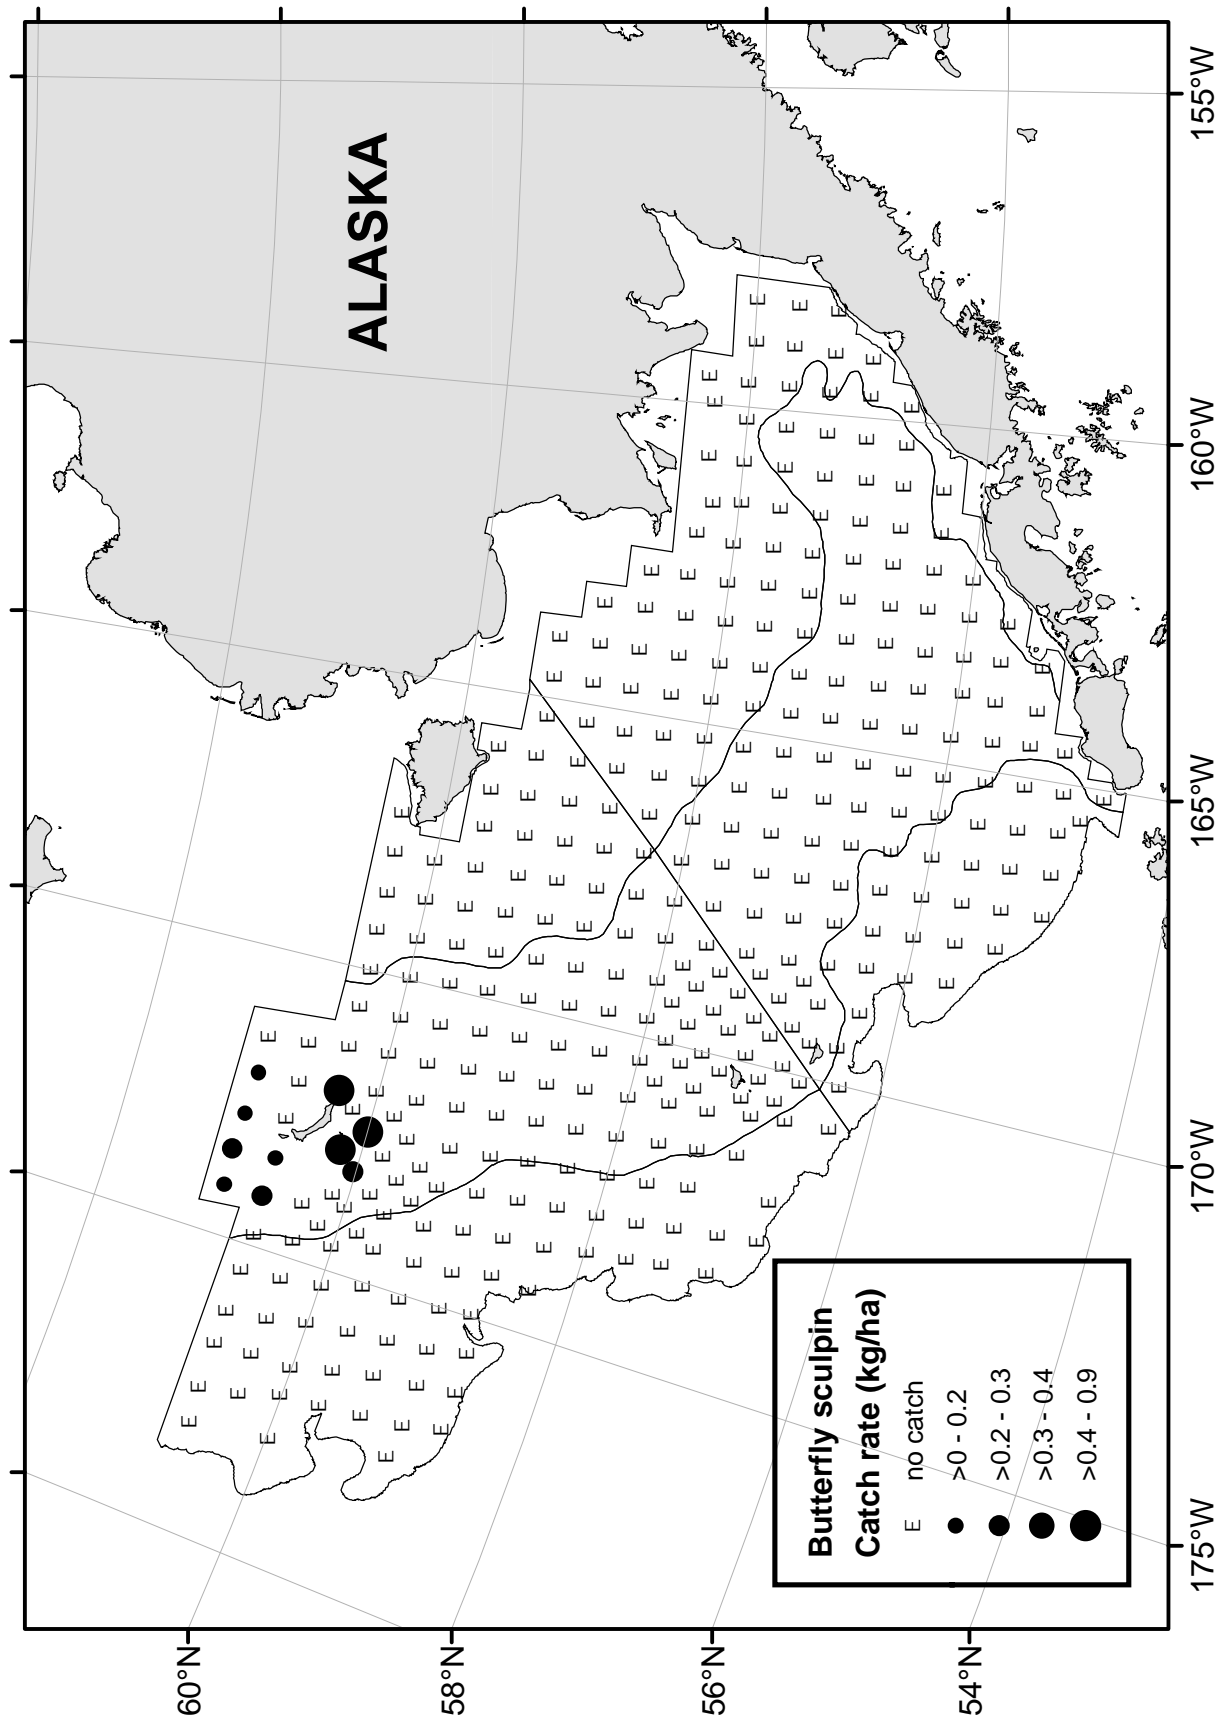 ALASKA
60°N
58°N
56°N
54°N
175°W
170°W
165°W
160°W
155°W
Butterfly sculpin
Catch rate (kg/ha)
E no catch
>0 - 0.2
>0.2 - 0.3
>0.3 - 0.4
>0.4 - 0.9